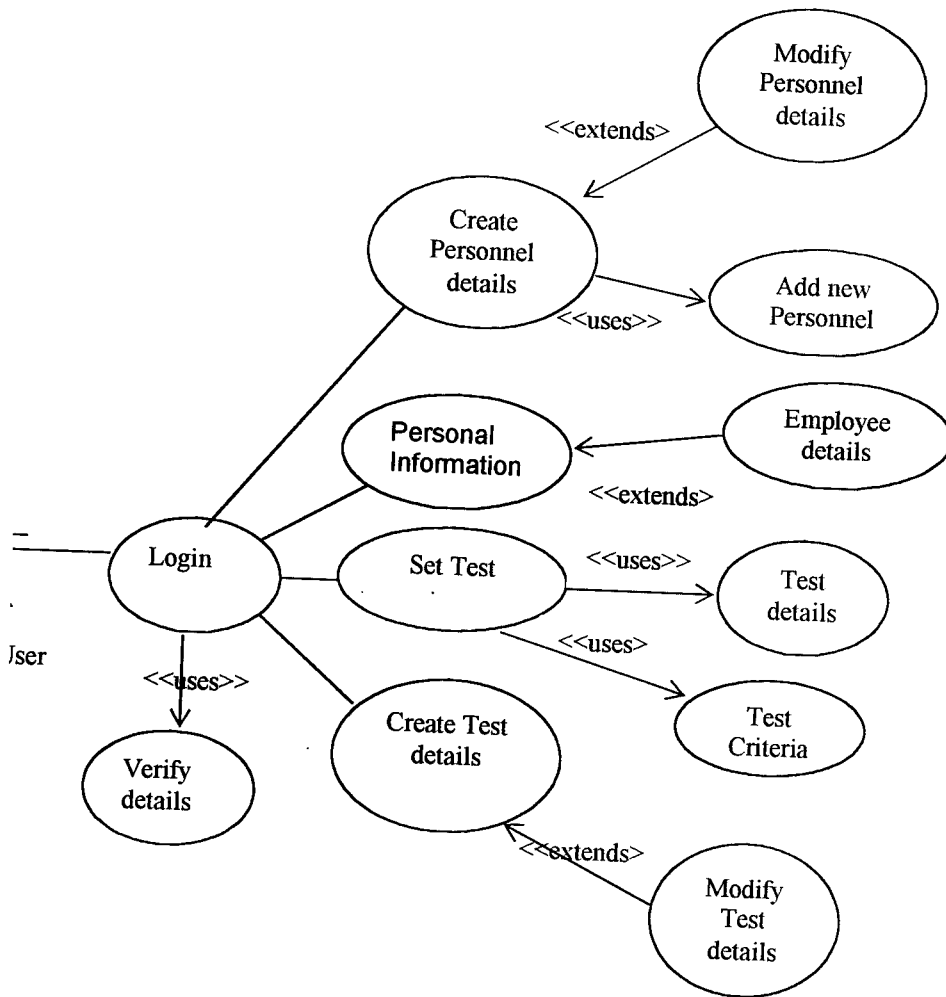 Modify
Personnel
details
<<extends>
Create
Personnel
details
<<uses>>
Add new
Personnel
Personal
Information
Employee
details
<<extends>
Login
Set Test
<<uses>>
Test
details
<<uses>
Test
Criteria
<<uses>>
Create Test
details
Verify
details
<<extends>
Modify
Test
details